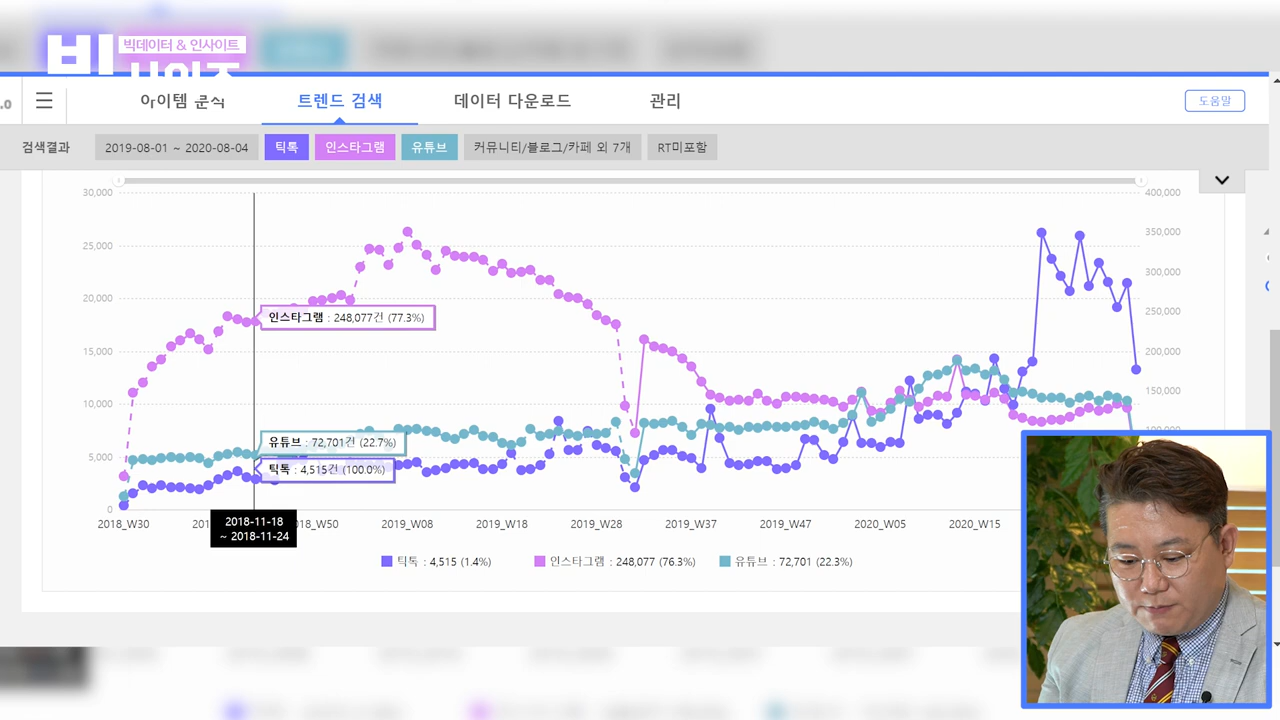 비
빅데이터 & 인사이트
.0
트렌드 검색
데이터 다운로드
관리
도움말
검색결과
2019-08-01 ~ 2020-08-04
틱톡
인스타그램
유튜브
커뮤니티/블로그/카페 외 7개
RT미포함
30,000
25,000
20,000
15,000
10,000
5,000
0
400,000
350,000
300,000
250,000
200,000
150,000
인스타그램 : 248,077건 (77.3%)
유튜브 : 72,701건 (22.7%)
틱톡 : 4,515건 (100.0%)
2018_W30
2018-11-18
~ 2018-11-24
2019_W08
2019_W18
2019_W28
2019_W37
2019_W47
2020_W05
2020_W15
틱톡 : 4,515 (1.4%)
인스타그램 : 248,077 (76.3%)
유튜브 : 72,701 (22.3%)